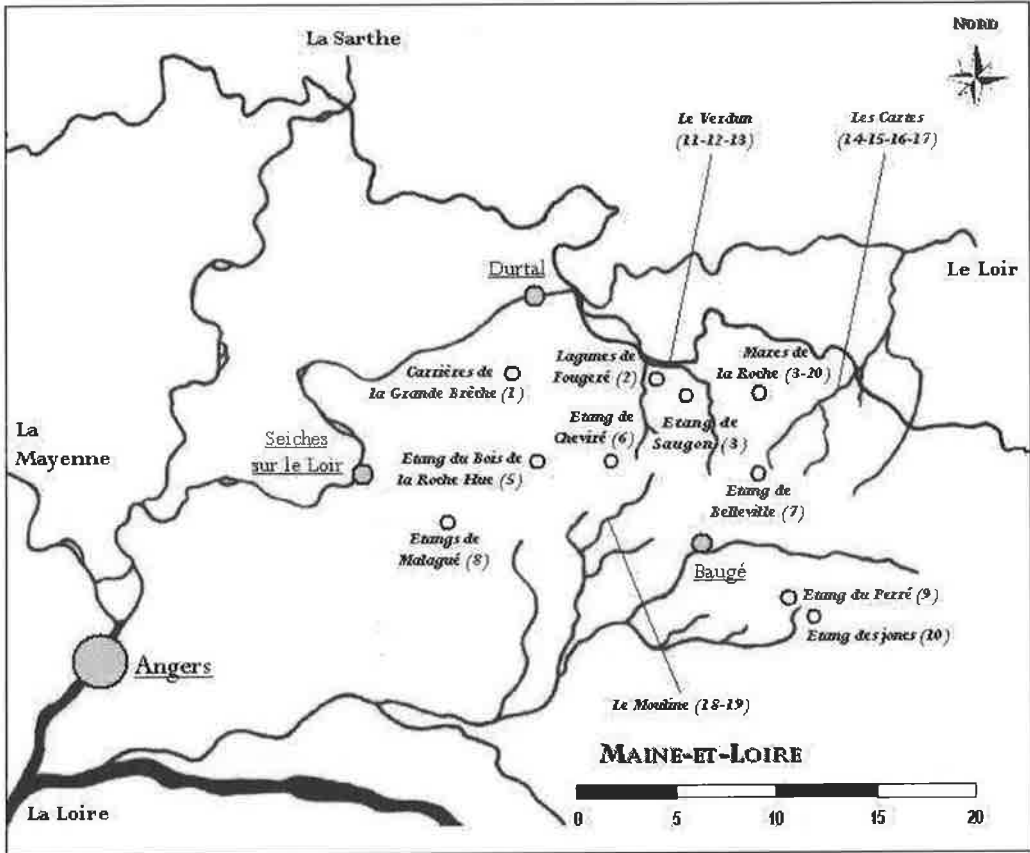 NORD
La Sarthe
Le Verdun
(11-12-13)
Les Cartes
(14-15-16-17)
Le Loir
Durtal
Lagunes de
Fougeré (2)
Mares de
la Roche (3-20)
Carrières de
la Grande Brèche (1)
Etang de
Cheviré (6)
Etang de
Saugon (3)
La
Mayenne
Seiches
sur le Loir
Etang du Bois de
la Roche Hue (5)
Etang de
Belleville (7)
Etangs de
Malagué (8)
Baugé
Etang du Perré (9)
Etang des joncs (10)
Angers
Le Mouline (18-19)
MAINE-ET-LOIRE
La Loire
0 5 10 15 20